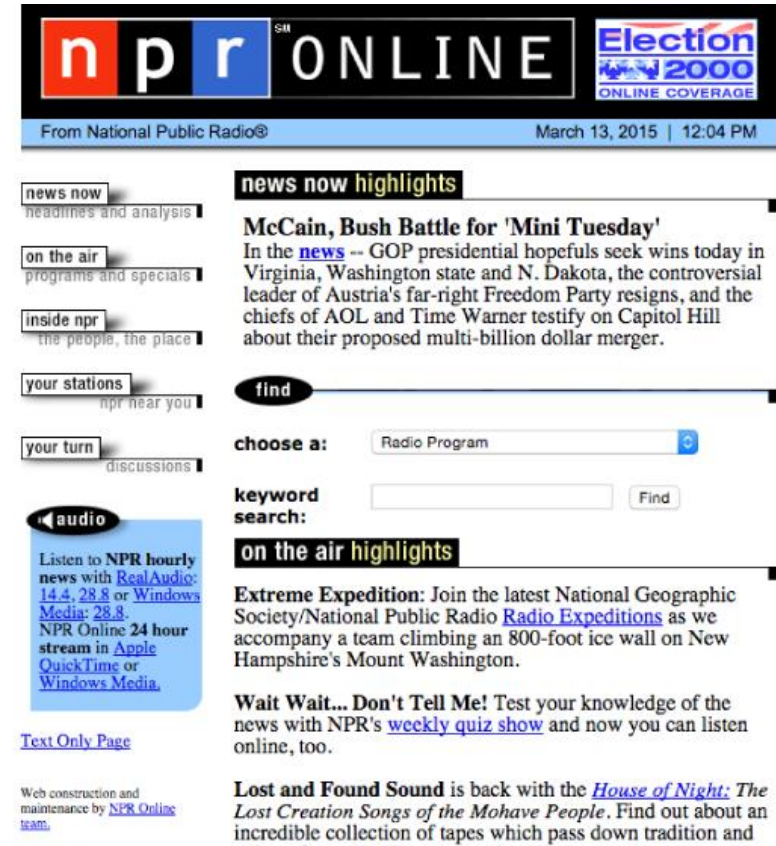 npr℠ ONLINE
Election
2000
ONLINE COVERAGE
From National Public Radio®
March 13, 2015 | 12:04 PM
news now
headlines and analysis
on the air
programs and specials
inside npr
the people, the place
your stations
npr near you
your turn
discussions
audio
Listen to NPR hourly
news with RealAudio:
14.4, 28.8 or Windows
Media: 28.8.
NPR Online 24 hour
stream in Apple
QuickTime or
Windows Media.
Text Only Page
Web construction and
maintenance by NPR Online
team.
news now highlights
McCain, Bush Battle for 'Mini Tuesday'
In the news -- GOP presidential hopefuls seek wins today in
Virginia, Washington state and N. Dakota, the controversial
leader of Austria's far-right Freedom Party resigns, and the
chiefs of AOL and Time Warner testify on Capitol Hill
about their proposed multi-billion dollar merger.
find
choose a: Radio Program
keyword
search:
Find
on the air highlights
Extreme Expedition: Join the latest National Geographic
Society/National Public Radio Radio Expeditions as we
accompany a team climbing an 800-foot ice wall on New
Hampshire's Mount Washington.
Wait Wait... Don't Tell Me! Test your knowledge of the
news with NPR's weekly quiz show and now you can listen
online, too.
Lost and Found Sound is back with the House of Night: The
Lost Creation Songs of the Mohave People. Find out about an
incredible collection of tapes which pass down tradition and